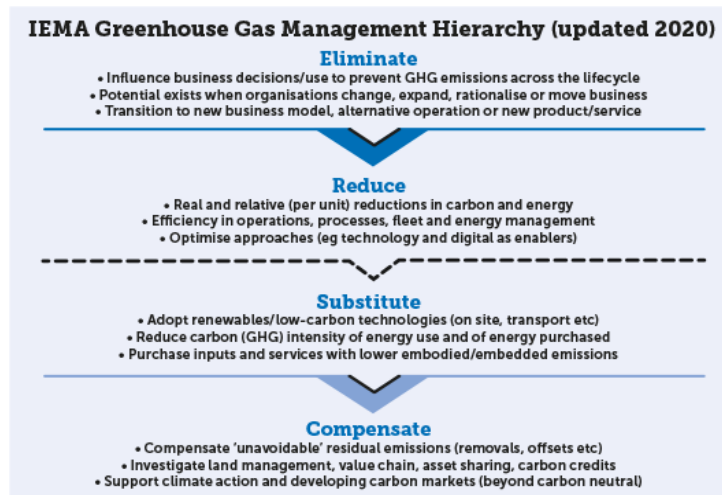 IEMA Greenhouse Gas Management Hierarchy (updated 2020)
Eliminate
• Influence business decisions/use to prevent GHG emissions across the lifecycle
• Potential exists when organisations change, expand, rationalise or move business
• Transition to new business model, alternative operation or new product/service
Reduce
• Real and relative (per unit) reductions in carbon and energy
• Efficiency in operations, processes, fleet and energy management
• Optimise approaches (eg technology and digital as enablers)
Substitute
• Adopt renewables/low-carbon technologies (on site, transport etc)
• Reduce carbon (GHG) intensity of energy use and of energy purchased
• Purchase inputs and services with lower embodied/embedded emissions
Compensate
• Compensate ‘unavoidable’ residual emissions (removals, offsets etc)
• Investigate land management, value chain, asset sharing, carbon credits
• Support climate action and developing carbon markets (beyond carbon neutral)